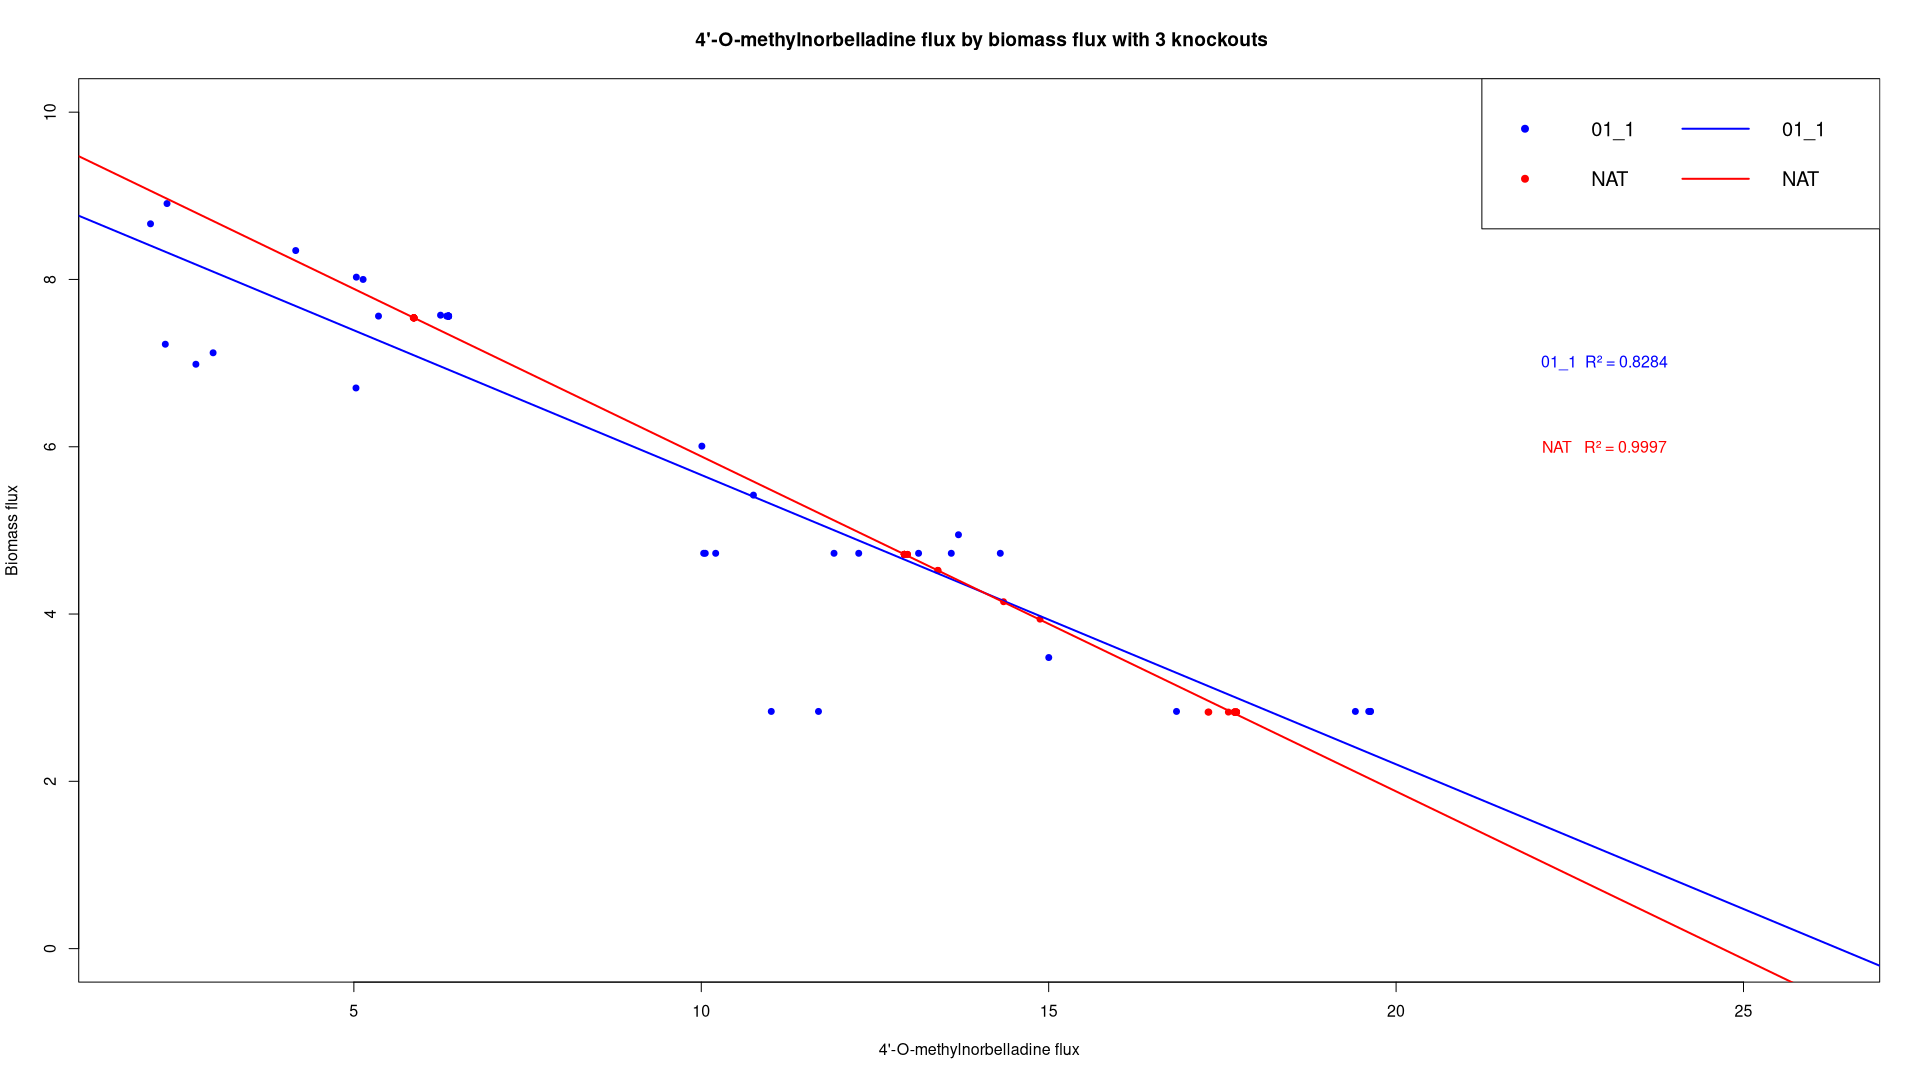 4'-O-methylnorbelladine flux by biomass flux with 3 knockouts
01_1 01_1
NAT NAT
01_1 R² = 0.8284
NAT R² = 0.9997
Biomass flux
10
8
6
4
2
0
5 10 15 20 25
4'-O-methylnorbelladine flux